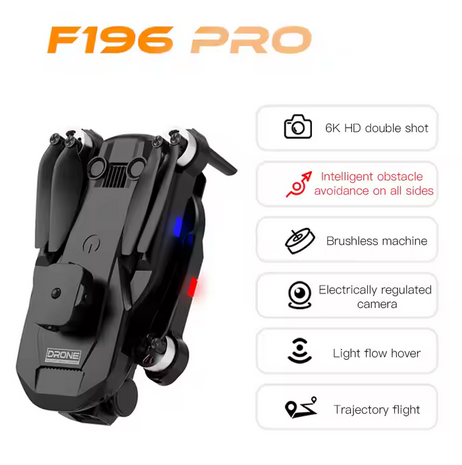 F196 PRO
6K HD double shot
Intelligent obstacle
avoidance on all sides
Brushless machine
Electrically regulated
camera
Light flow hover
Trajectory flight
DRONE